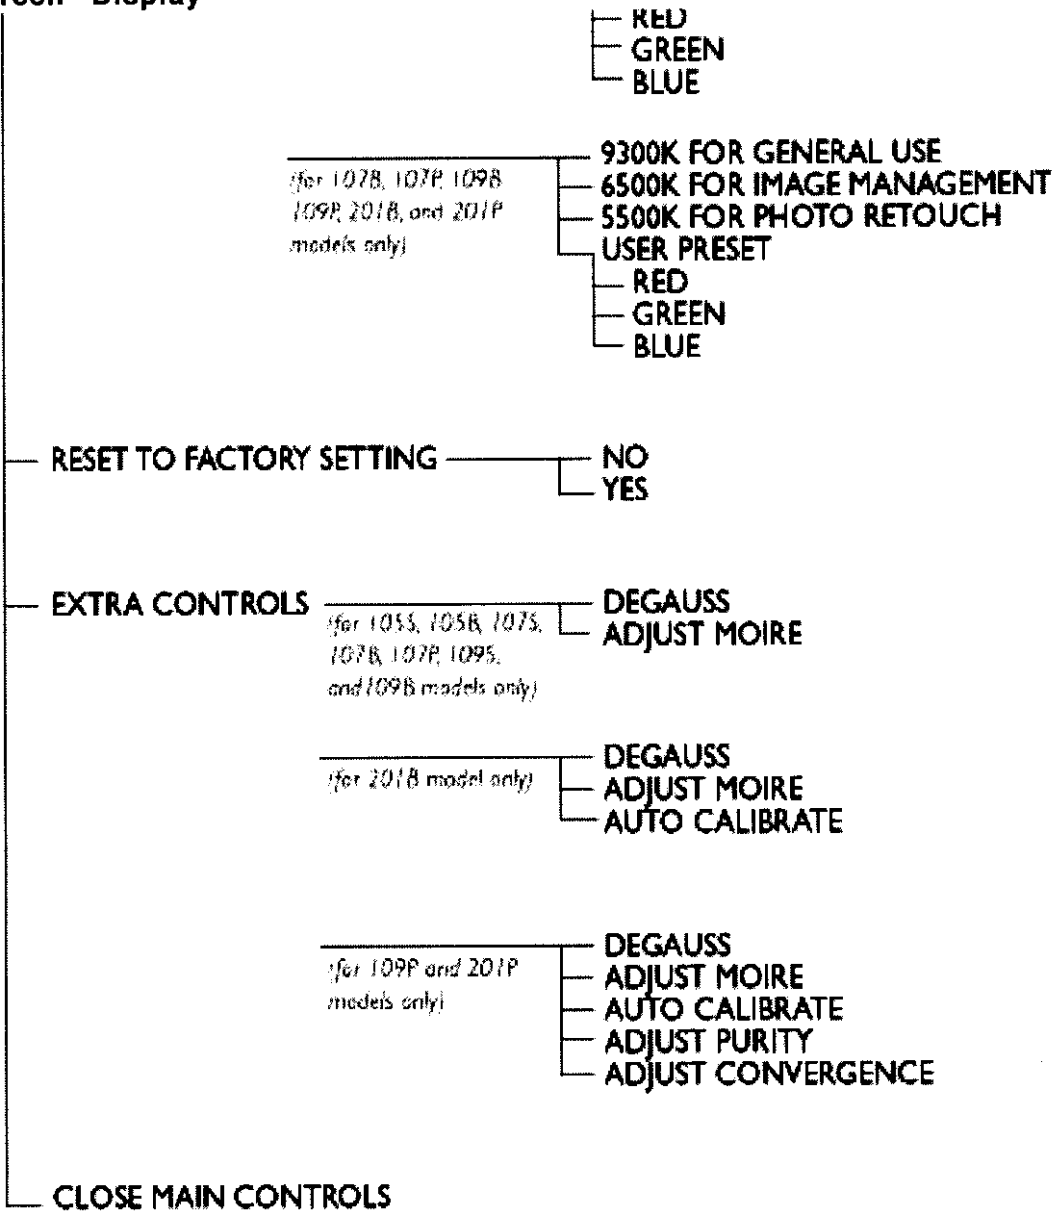 Display
RED
GREEN
BLUE
9300K FOR GENERAL USE
(for 107B, 107P, 109B
6500K FOR IMAGE MANAGEMENT
109P, 201B, and 201P
5500K FOR PHOTO RETOUCH
models only)
USER PRESET
RED
GREEN
BLUE
RESET TO FACTORY SETTING
NO
YES
EXTRA CONTROLS
DEGAUSS
(for 105S, 105B, 107S,
ADJUST MOIRE
107B, 107P, 109S,
and 109B models only)
DEGAUSS
(for 201B model only)
ADJUST MOIRE
AUTO CALIBRATE
DEGAUSS
(for 109P and 201P
ADJUST MOIRE
models only)
AUTO CALIBRATE
ADJUST PURITY
ADJUST CONVERGENCE
CLOSE MAIN CONTROLS